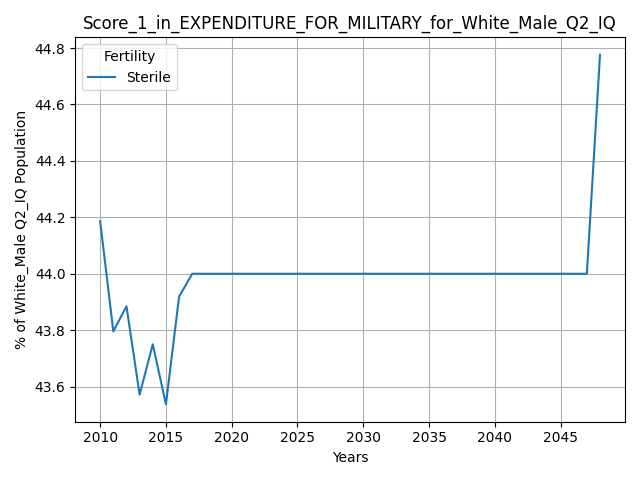 Score_1_in_EXPENDITURE_FOR_MILITARY_for_White_Male_Q2_IQ
Fertility
Sterile
% of White_Male Q2_IQ Population
44.8
44.6
44.4
44.2
44.0
43.8
43.6
2010 2015 2020 2025 2030 2035 2040 2045
Years